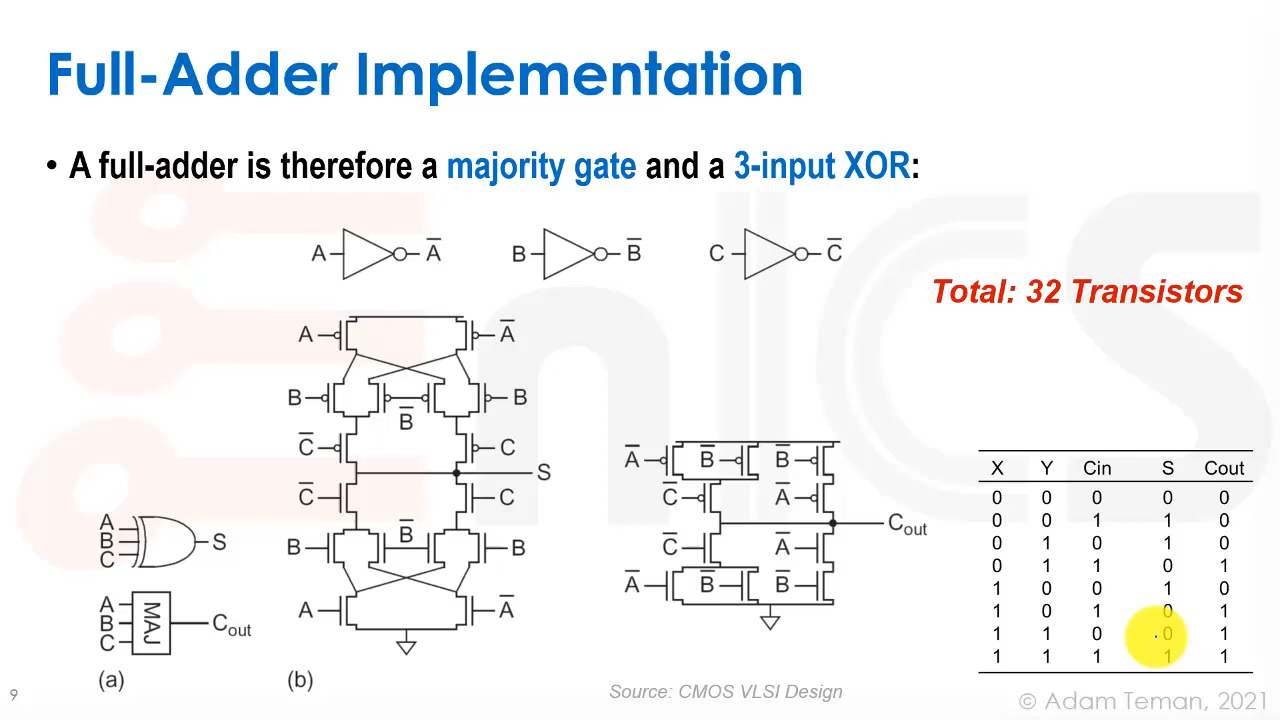 Full-Adder Implementation
• A full-adder is therefore a majority gate and a 3-input XOR:
A A̅ B B̅ C C̅
Total: 32 Transistors
A A̅
B B̅ B
C̅ C
S
C̅ C
B B̅ B
A A̅
A̅ B̅ B̅
C̅ A̅
Cout
C̅ A̅
A̅ B̅ B̅
A
B
C
S
A
B
C
MAJ
Cout
(a) (b)
X Y Cin S Cout
0 0 0 0 0
0 0 1 1 0
0 1 0 1 0
0 1 1 0 1
1 0 0 1 0
1 0 1 0 1
1 1 0 0 1
1 1 1 1 1
9
Source: CMOS VLSI Design
© Adam Teman, 2021
nICS